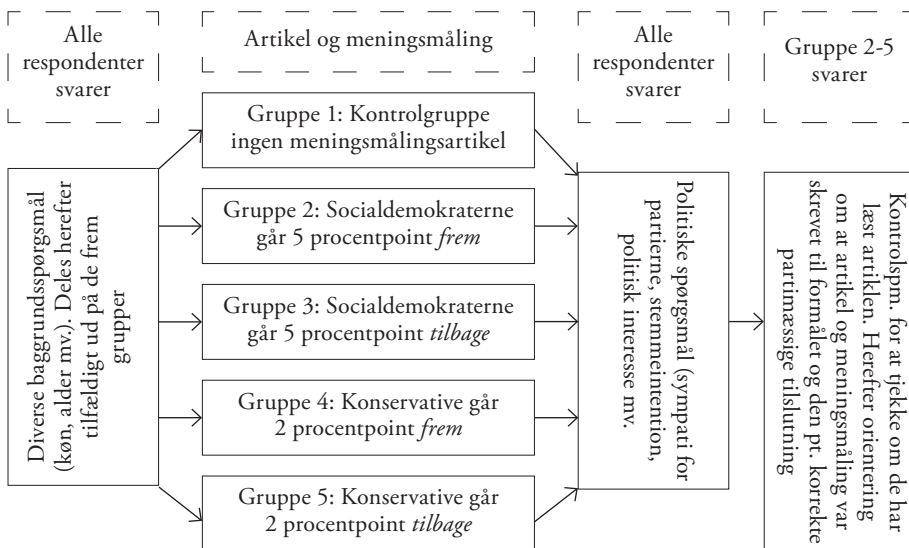 Alle
respondenter
svarer
Artikel og meningsmåling
Alle
respondenter
svarer
Gruppe 2-5
svarer
Diverse baggrundsspørgsmål
(køn, alder mv.). Deles herefter
tilfældigt ud på de frem
grupper
Gruppe 1: Kontrolgruppe
ingen meningsmålingsartikel
Gruppe 2: Socialdemokraterne
går 5 procentpoint frem
Gruppe 3: Socialdemokraterne
går 5 procentpoint tilbage
Gruppe 4: Konservative går
2 procentpoint frem
Gruppe 5: Konservative går
2 procentpoint tilbage
Politiske spørgsmål (sympati for
partierne, stemmeintention,
politisk interesse mv.
Kontrolspm. for at tjekke om de har
læst artiklen. Herefter orientering
om at artikel og meningsmåling var
skrevet til formålet og den pt. korrekte
partimæssige tilslutning